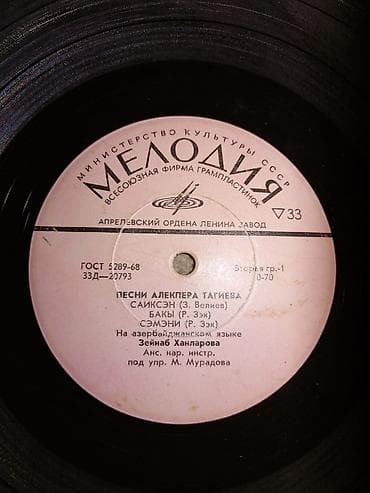 МИНИСТЕРСТВО КУЛЬТУРЫ СССР
МЕЛОДИЯ
ВСЕСОЮЗНАЯ ФИРМА ГРАМПЛАСТИНОК
▽33
АПРЕЛЕВСКИЙ ОРДЕНА ЛЕНИНА ЗАВОД
ГОСТ 5289-68 Вторая гр.-1
33Д—20793 0-70
ПЕСНИ АЛЕКПЕРА ТАГИЕВА
САИКСЭН (З. Велиев)
БАКЫ (Р. Зэк)
СЭМЭНИ (Р. Зэк)
На азербайджанском языке
Зейнаб Ханларова
Анс. нар. инстр.
под упр. М. Мурадова